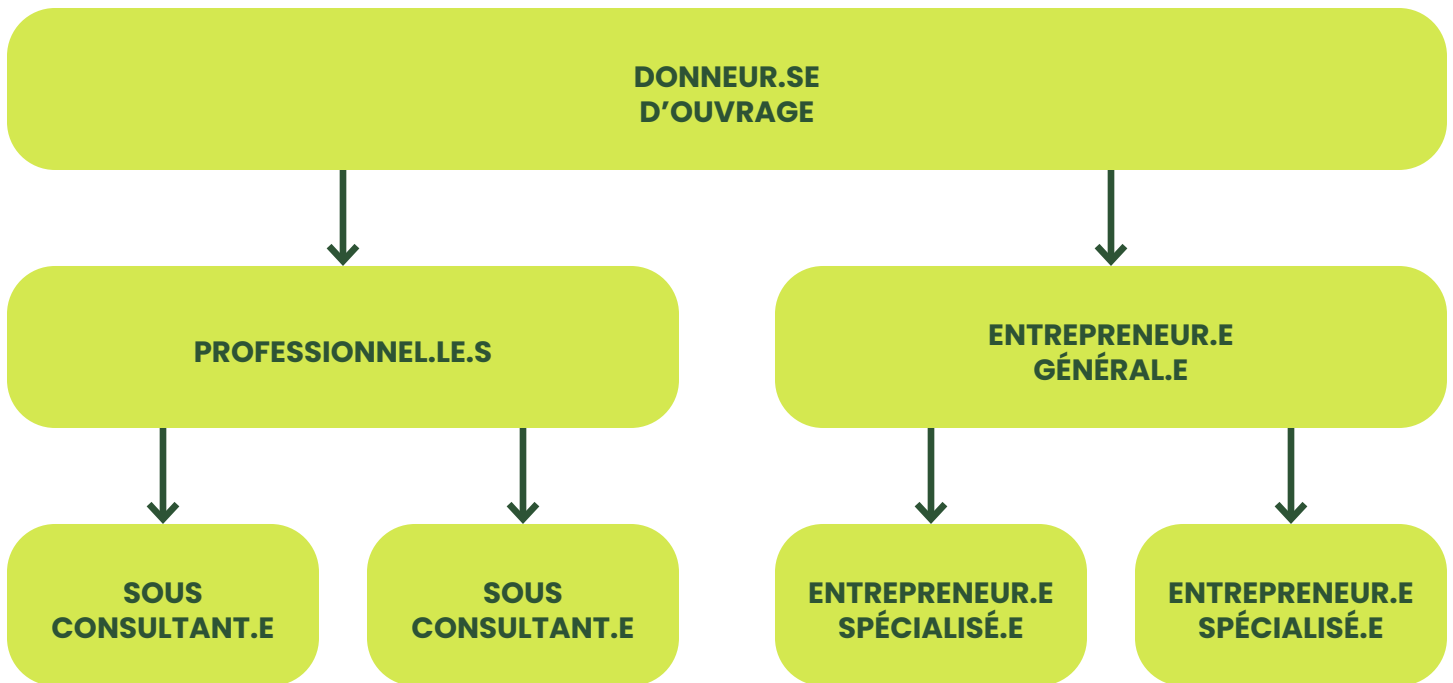 DONNEUR.SE
D’OUVRAGE
PROFESSIONNEL.LE.S
ENTREPRENEUR.E
GÉNÉRAL.E
SOUS
CONSULTANT.E
SOUS
CONSULTANT.E
ENTREPRENEUR.E
SPÉCIALISÉ.E
ENTREPRENEUR.E
SPÉCIALISÉ.E